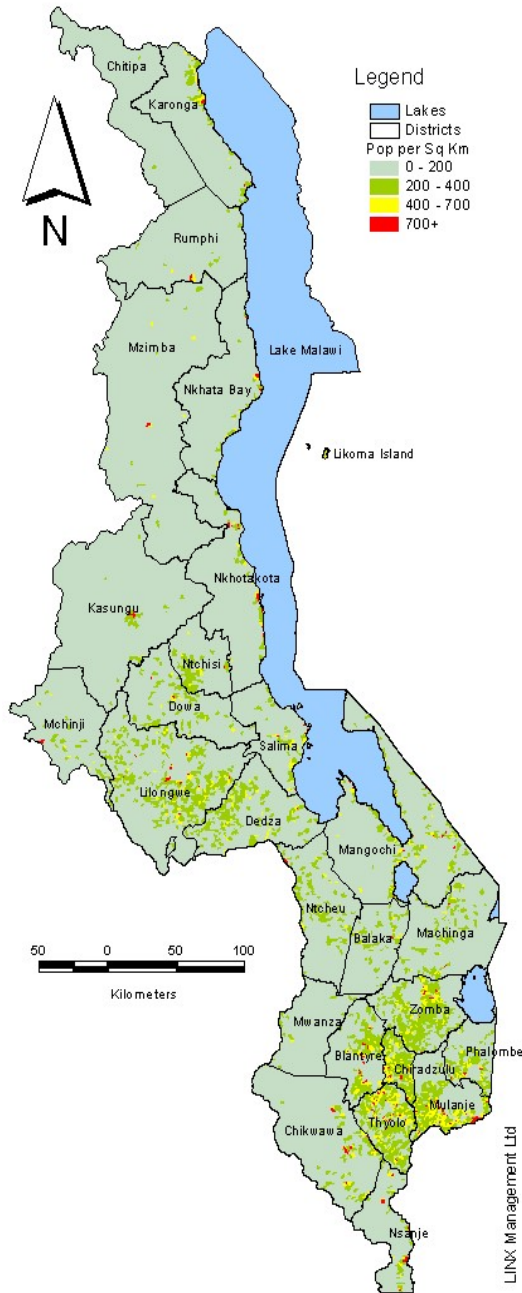 Chitipa
Karonga
Legend
Lakes
Districts
Pop per Sq Km
0 - 200
200 - 400
400 - 700
700+
N
Rumphi
Mzimba
Lake Malawi
Nkhata Bay
Likoma Island
Nkhotakota
Kasungu
Ntchisi
Dowa
Mchinji
Salima
Lilongwe
Dedza
Mangochi
Ntcheu
Balaka
Machinga
50 0 50 100
Kilometers
Zomba
Mwanza
Blantyre
Phalombe
Chiradzulu
Mulanje
Thyolo
Chikwawa
Nsanje
LINX Management Ltd